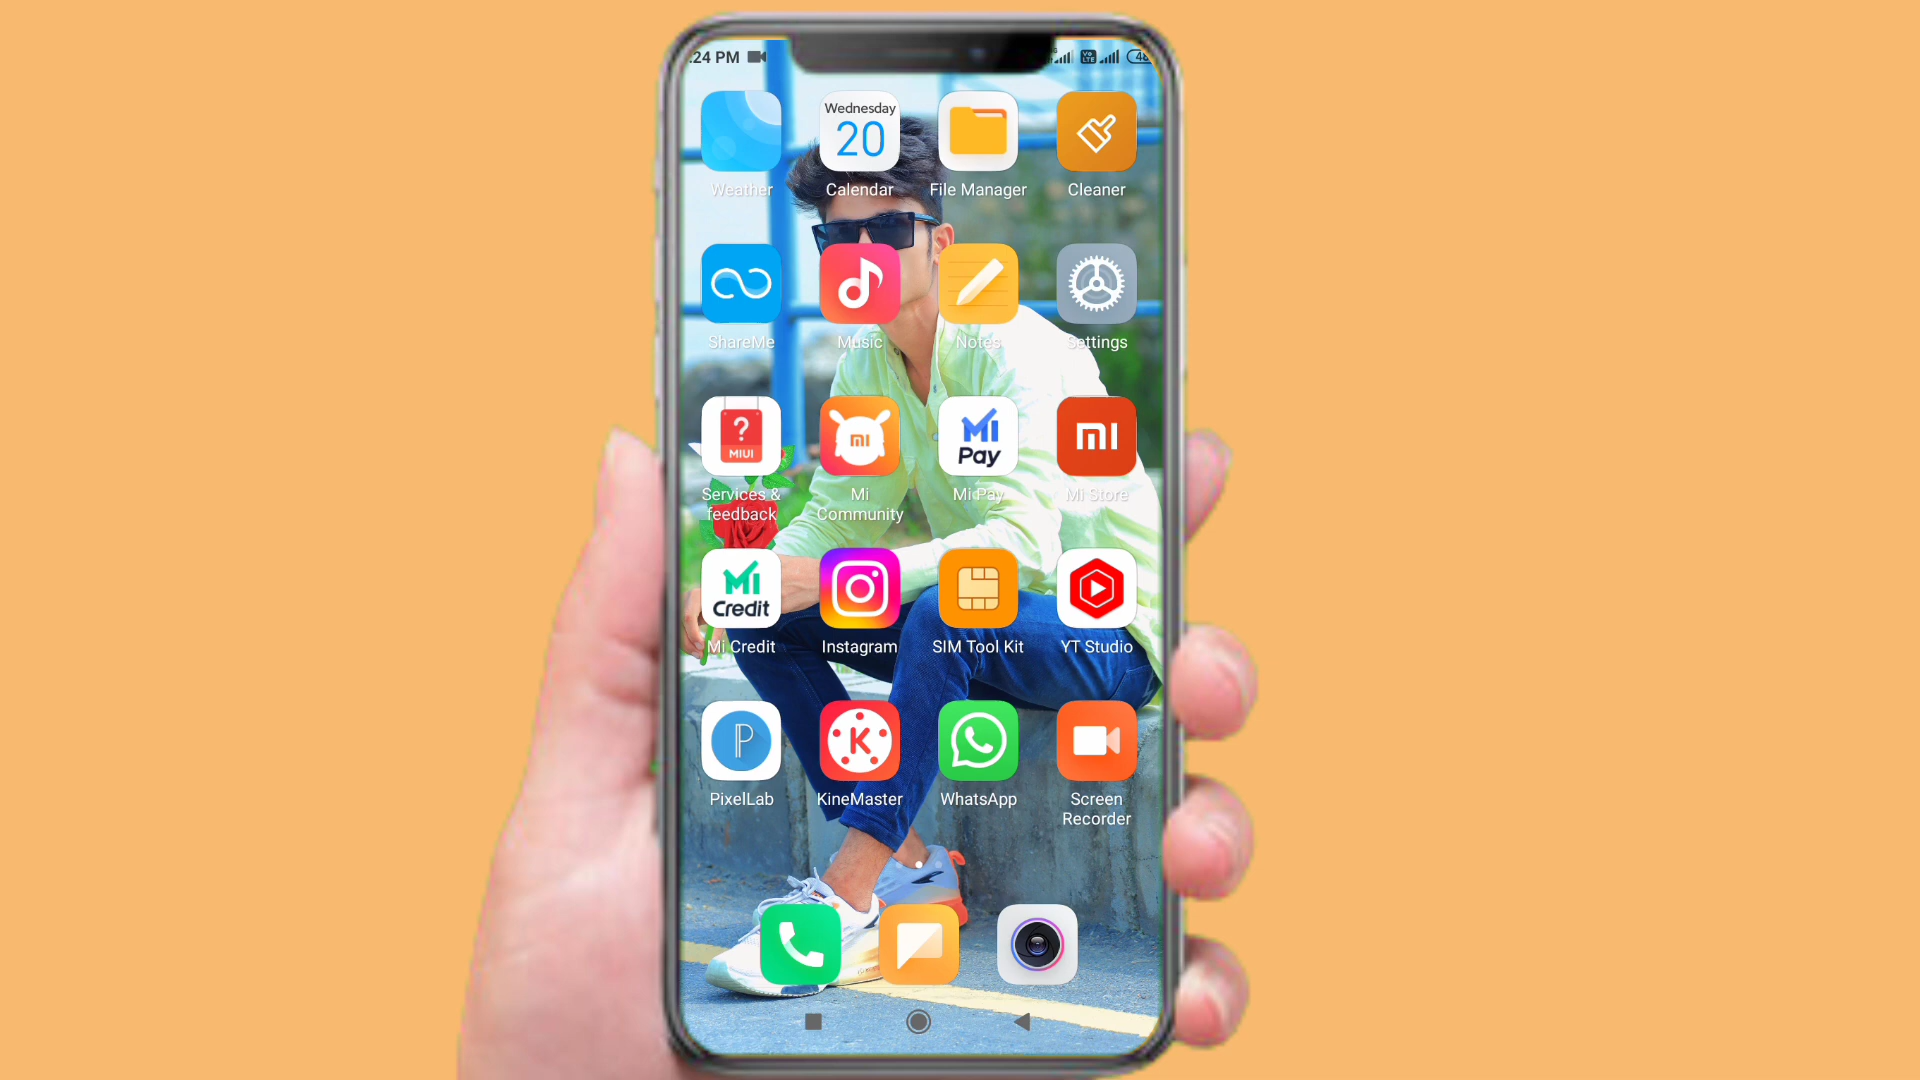 :24 PM
Wednesday
20
Weather
Calendar
File Manager
Cleaner
ShareMe
Music
Notes
Settings
?
MIUI
mi
Mi
Pay
mi
Services &
feedback
Mi
Community
Mi Pay
Mi Store
Mi
Credit
Mi Credit
Instagram
SIM Tool Kit
YT Studio
P
K
PixelLab
KineMaster
WhatsApp
Screen
Recorder